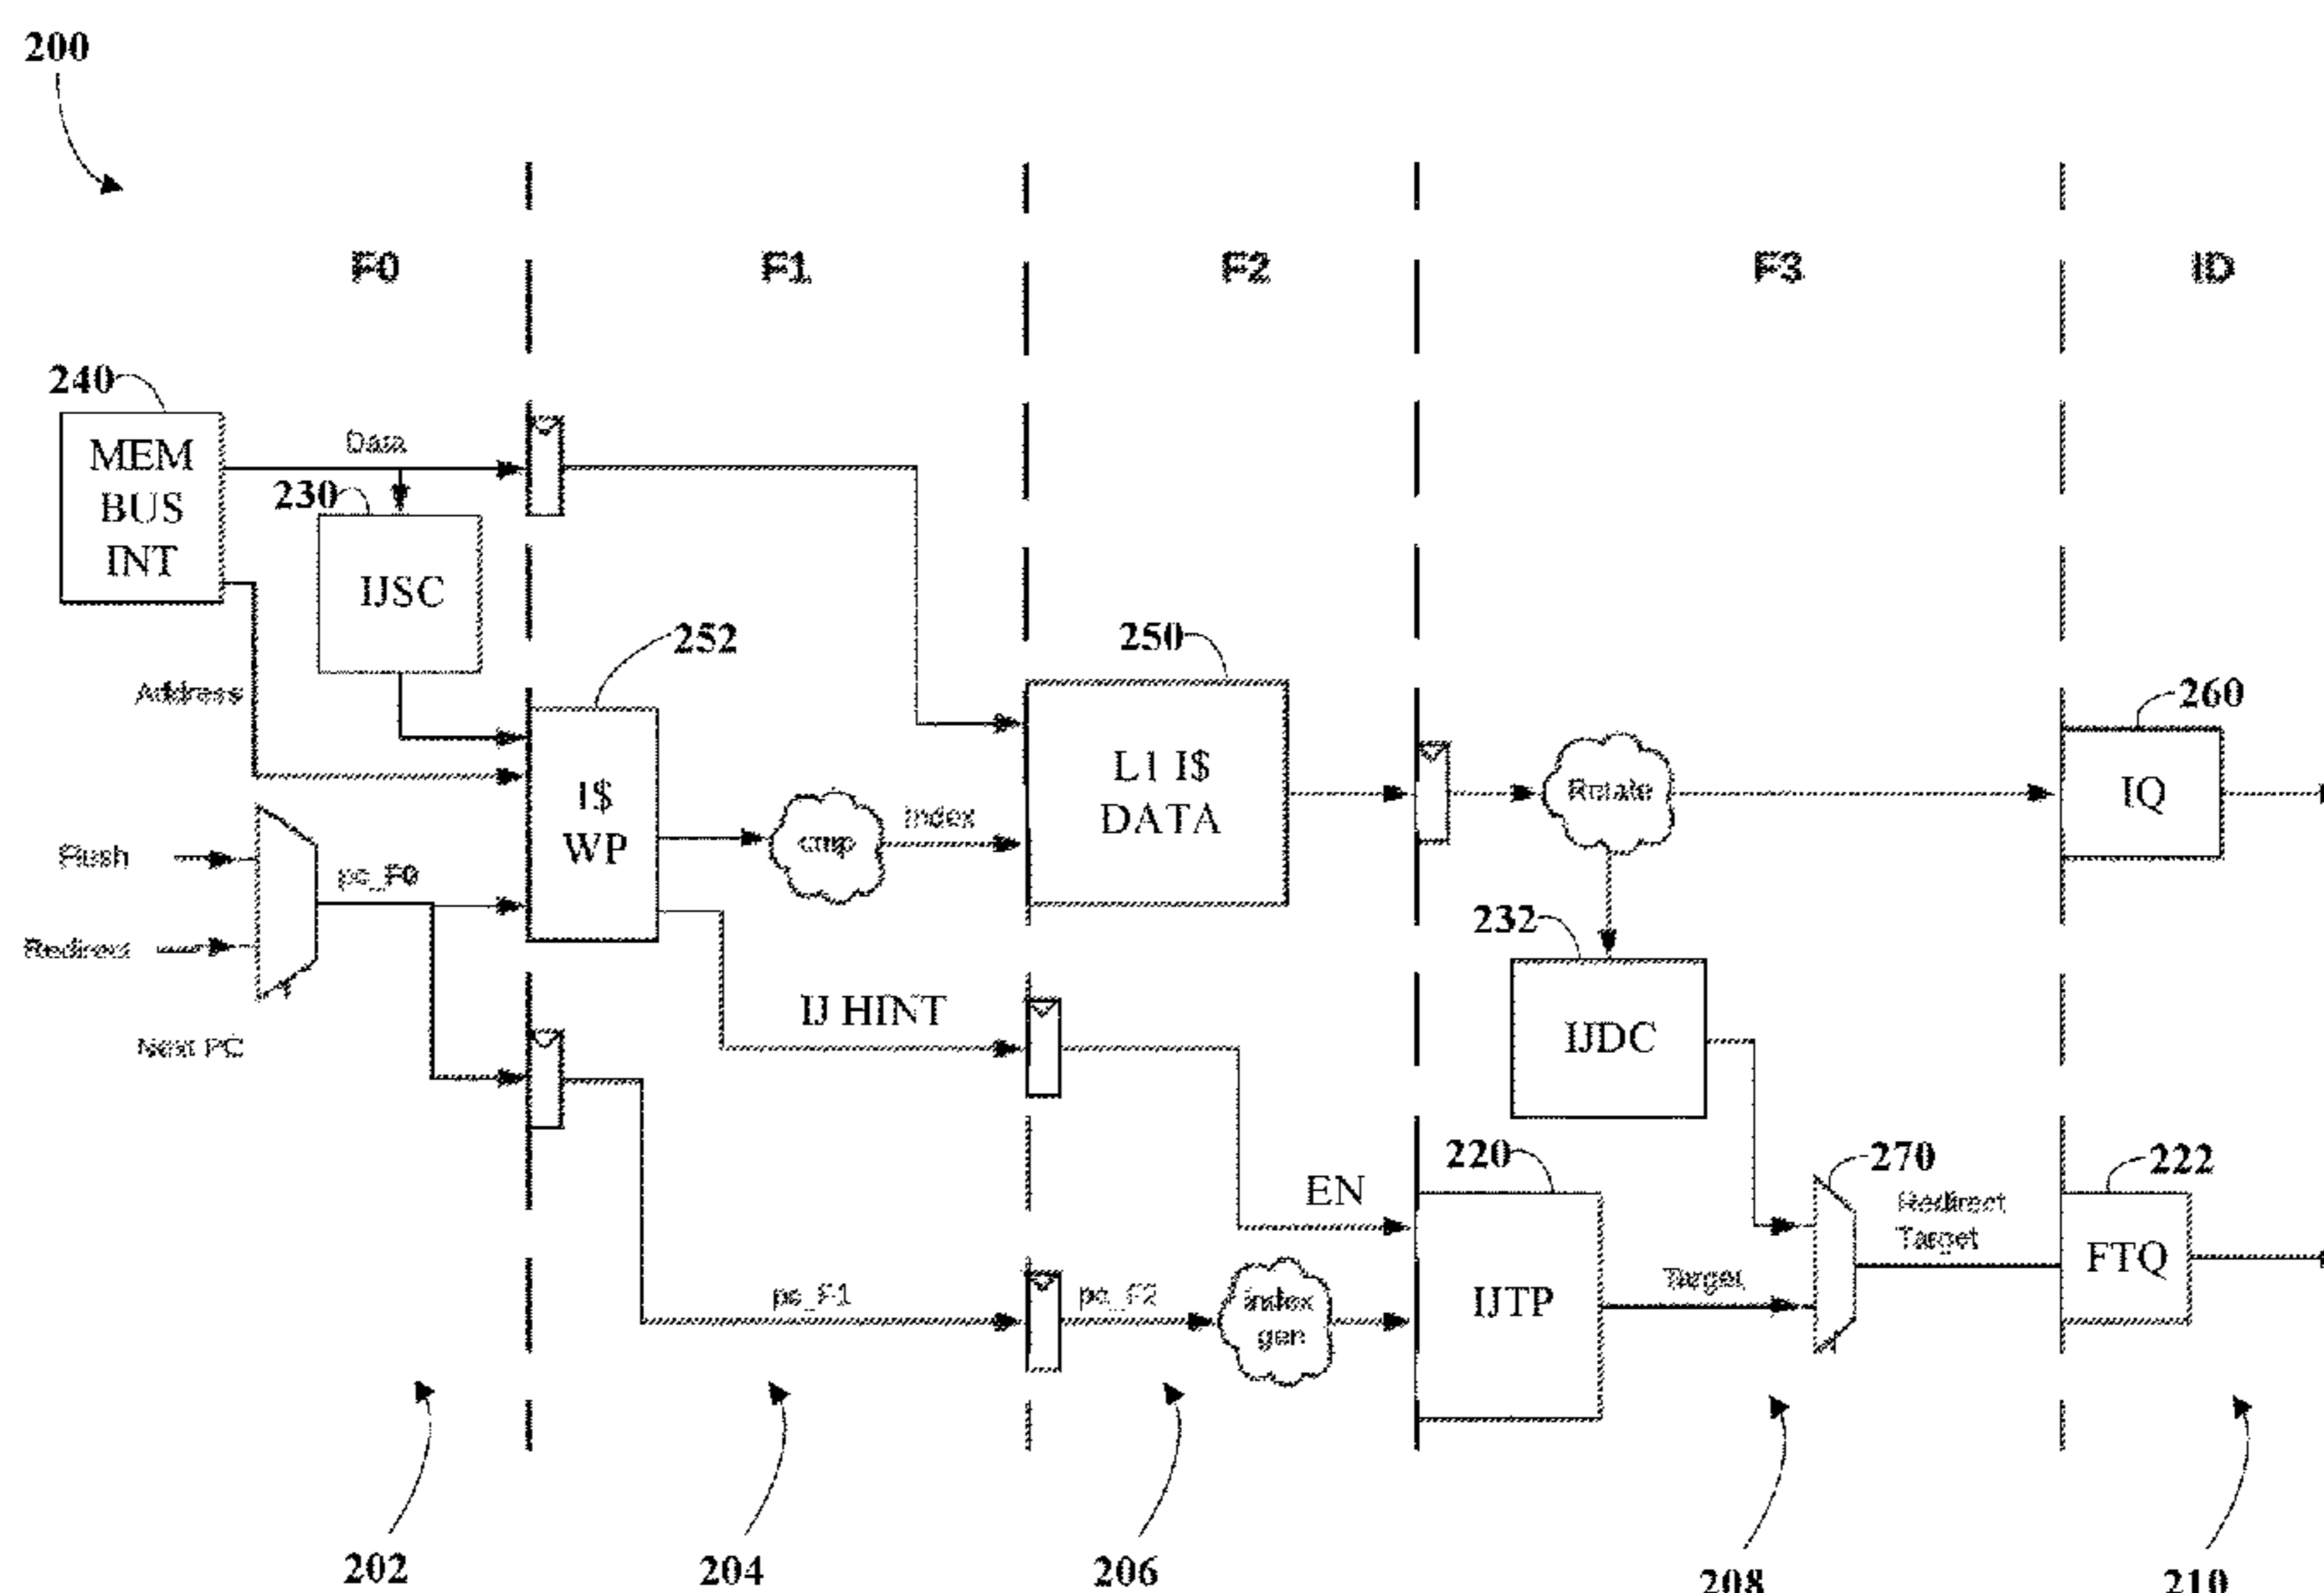 200
F0
F1
F2
F3
ID
240
MEM
BUS
INT
Data
230
IJSC
Address
252
I$
WP
cmp
Index
250
L1 I$
DATA
Rotate
260
IQ
Flush
Redirect
pc_F0
Next PC
IJ HINT
232
IJDC
EN
220
IJTP
270
Redirect
Target
222
FTQ
pc_F1
pc_F2
index
gen
Target
202
204
206
208
210